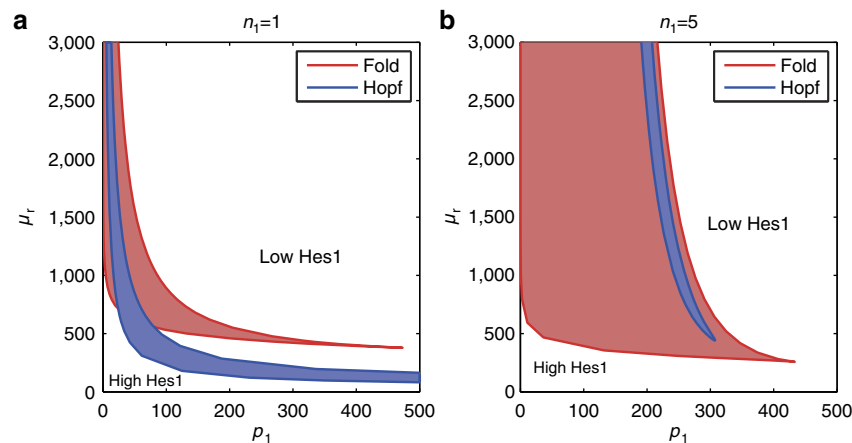 a
n₁=1
3,000
2,500
2,000
1,500
1,000
500
0
μᵣ
Fold
Hopf
Low Hes1
High Hes1
0 100 200 300 400 500
p₁
b
n₁=5
3,000
2,500
2,000
1,500
1,000
500
0
μᵣ
Fold
Hopf
Low Hes1
High Hes1
0 100 200 300 400 500
p₁